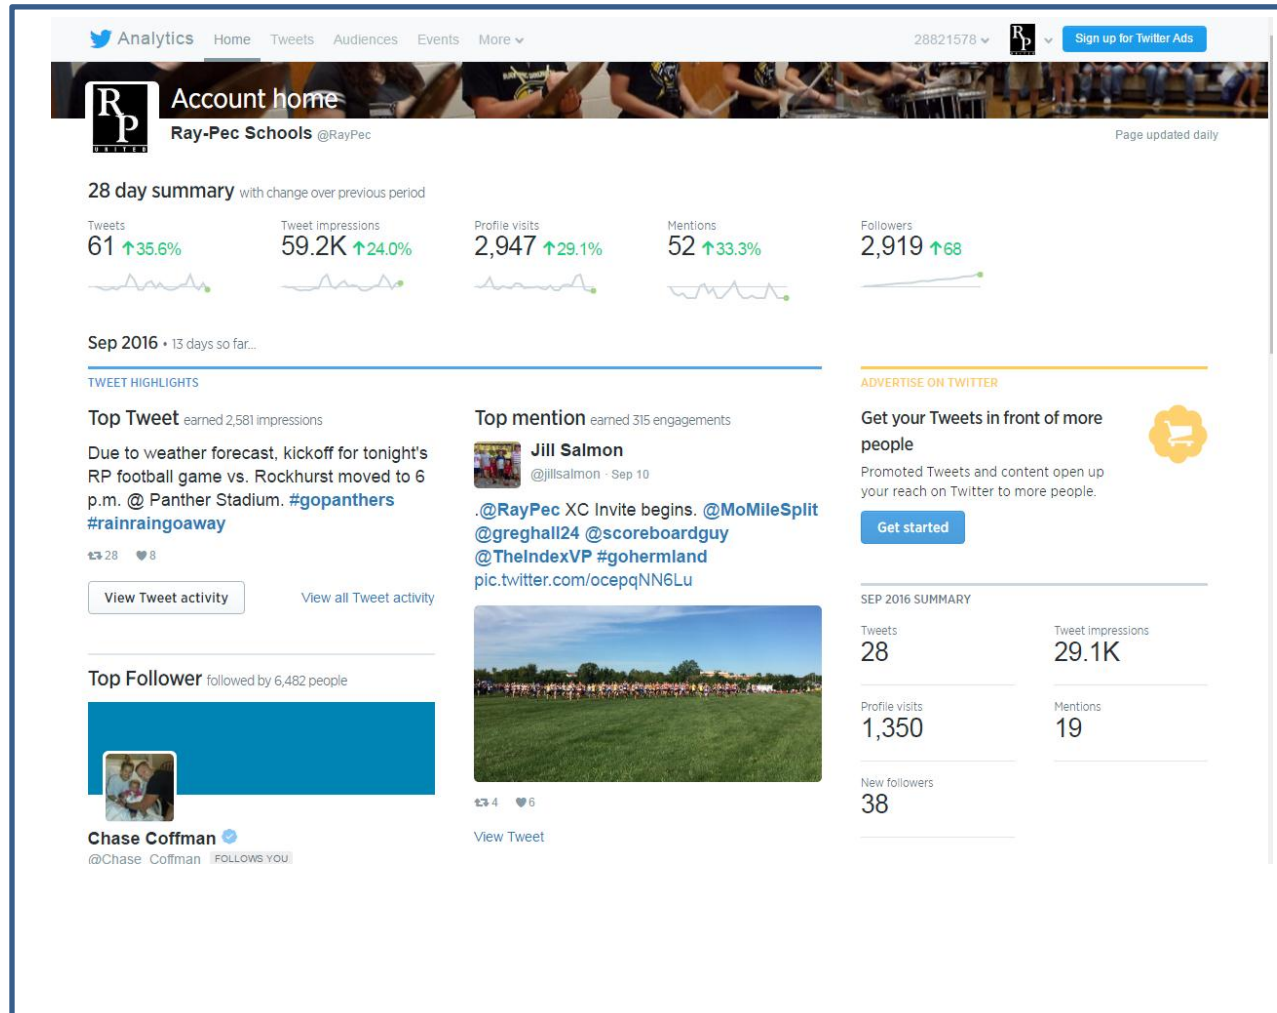 Analytics Home Tweets Audiences Events More
28821578
RP
Sign up for Twitter Ads
RP
UNITED
Account home
Ray-Pec Schools @RayPec
Page updated daily
28 day summary with change over previous period
Tweets
61 ↑35.6%
Tweet impressions
59.2K ↑24.0%
Profile visits
2,947 ↑29.1%
Mentions
52 ↑33.3%
Followers
2,919 ↑68
Sep 2016 • 13 days so far...
TWEET HIGHLIGHTS
Top Tweet earned 2,581 impressions
Due to weather forecast, kickoff for tonight's
RP football game vs. Rockhurst moved to 6
p.m. @ Panther Stadium. #gopanthers
#rainraingoaway
28 8
View Tweet activity
View all Tweet activity
Top Follower followed by 6,482 people
Chase Coffman
@Chase_Coffman FOLLOWS YOU
Top mention earned 315 engagements
Jill Salmon
@jillsalmon · Sep 10
.@RayPec XC Invite begins. @MoMileSplit
@greghall24 @scoreboardguy
@TheIndexVP #gohermland
pic.twitter.com/ocepqNN6Lu
4 6
View Tweet
ADVERTISE ON TWITTER
Get your Tweets in front of more
people
Promoted Tweets and content open up
your reach on Twitter to more people.
Get started
SEP 2016 SUMMARY
Tweets
28
Tweet impressions
29.1K
Profile visits
1,350
Mentions
19
New followers
38